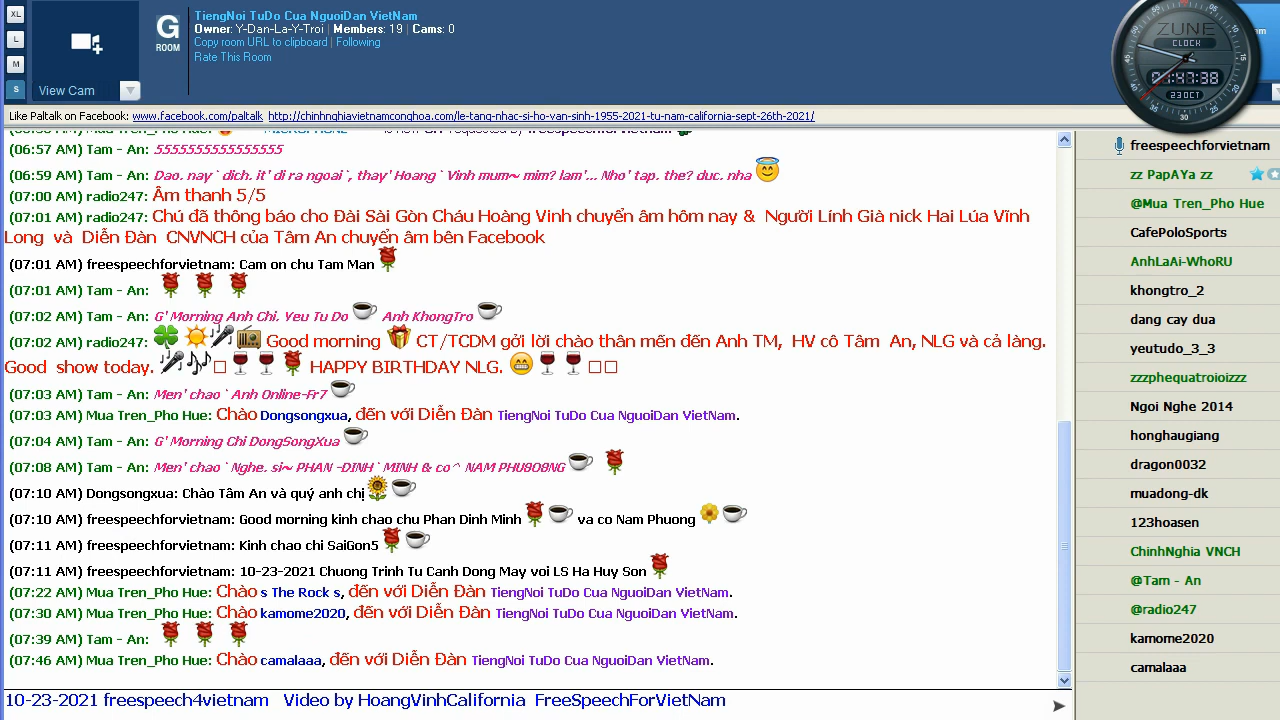 XL
L
M
S
View Cam
G
ROOM
TiengNoi TuDo Cua NguoiDan VietNam
Owner: Y-Dan-La-Y-Troi | Members: 19 | Cams: 0
Copy room URL to clipboard | Following
Rate This Room
ZUNE
CLOCK
47:38
23 OCT
Like Paltalk on Facebook: www.facebook.com/paltalk http://chinhnghiavietnamconghoa.com/le-tang-nhac-si-ho-van-sinh-1955-2021-tu-nam-california-sept-26th-2021/
(06:57 AM) Tam - An: 5555555555555555
(06:59 AM) Tam - An: Dao. nay` dich. it' di ra ngoai`, thay' Hoang` Vinh mum~ mim? lam'... Nho' tap. the? duc. nha
(07:00 AM) radio247: Âm thanh 5/5
(07:01 AM) radio247: Chú đã thông báo cho Đài Sài Gòn Cháu Hoàng Vinh chuyển âm hôm nay & Người Lính Già nick Hai Lúa Vĩnh
Long và Diễn Đàn CNVNCH của Tâm An chuyển âm bên Facebook
(07:01 AM) freespeechforvietnam: Cam on chu Tam Man
(07:01 AM) Tam - An:
(07:02 AM) Tam - An: G' Morning Anh Chi. Yeu Tu Do Anh KhongTro
(07:02 AM) radio247: Good morning CT/TCDM gởi lời chào thân mến đến Anh TM, HV cô Tâm An, NLG và cả làng.
Good show today. HAPPY BIRTHDAY NLG.
(07:03 AM) Tam - An: Men' chao` Anh Online-Fr7
(07:03 AM) Mua Tren_Pho Hue: Chào Dongsongxua, đến với Diễn Đàn TiengNoi TuDo Cua NguoiDan VietNam.
(07:04 AM) Tam - An: G' Morning Chi DongSongXua
(07:08 AM) Tam - An: Men' chao` Nghe. si~ PHAN -DINH` MINH & co^ NAM PHU8O8NG
(07:10 AM) Dongsongxua: Chào Tâm An và quý anh chị
(07:10 AM) freespeechforvietnam: Good morning kinh chao chu Phan Dinh Minh va co Nam Phuong
(07:11 AM) freespeechforvietnam: Kinh chao chi SaiGon5
(07:11 AM) freespeechforvietnam: 10-23-2021 Chuong Trinh Tu Canh Dong May voi LS Ha Huy Son
(07:22 AM) Mua Tren_Pho Hue: Chào s The Rock s, đến với Diễn Đàn TiengNoi TuDo Cua NguoiDan VietNam.
(07:30 AM) Mua Tren_Pho Hue: Chào kamome2020, đến với Diễn Đàn TiengNoi TuDo Cua NguoiDan VietNam.
(07:39 AM) Tam - An:
(07:46 AM) Mua Tren_Pho Hue: Chào camalaaa, đến với Diễn Đàn TiengNoi TuDo Cua NguoiDan VietNam.
10-23-2021 freespeech4vietnam Video by HoangVinhCalifornia FreeSpeechForVietNam
freespeechforvietnam
zz PapAYa zz
@Mua Tren_Pho Hue
CafePoloSports
AnhLaAi-WhoRU
khongtro_2
dang cay dua
yeutudo_3_3
zzzphequatroioizzz
Ngoi Nghe 2014
honghaugiang
dragon0032
muadong-dk
123hoasen
ChinhNghia VNCH
@Tam - An
@radio247
kamome2020
camalaaa